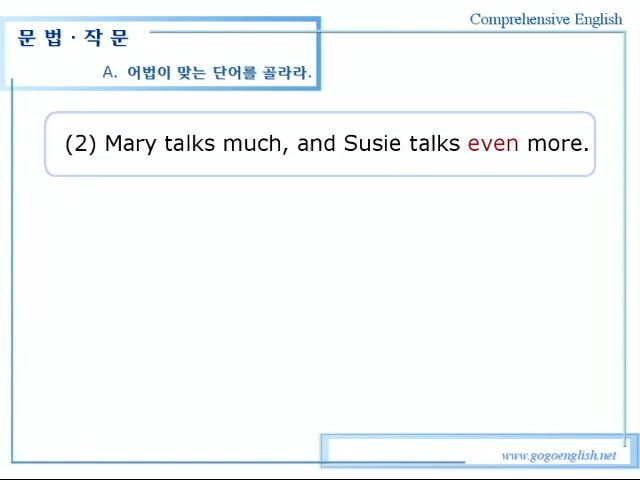 Comprehensive English
문 법 · 작 문
A. 어법이 맞는 단어를 골라라.
(2) Mary talks much, and Susie talks even more.
www.gogoenglish.net